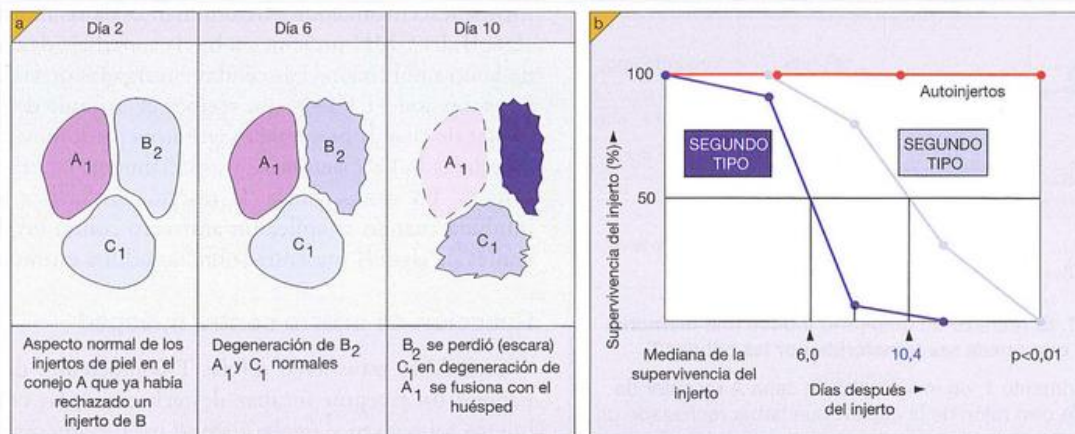 a
Día 2
Día 6
Día 10
A1
B2
C1
A1
B2
C1
A1
C1
Aspecto normal de los
injertos de piel en el
conejo A que ya había
rechazado un
injerto de B
Degeneración de B2
A1 y C1 normales
B2 se perdió (escara)
C1 en degeneración de
A1 se fusiona con el
huésped
b
Supervivencia del injerto (%)
100
50
Autoinjertos
SEGUNDO
TIPO
SEGUNDO
TIPO
Mediana de la
supervivencia del
injerto
6,0
10,4
p<0,01
Días después
del injerto